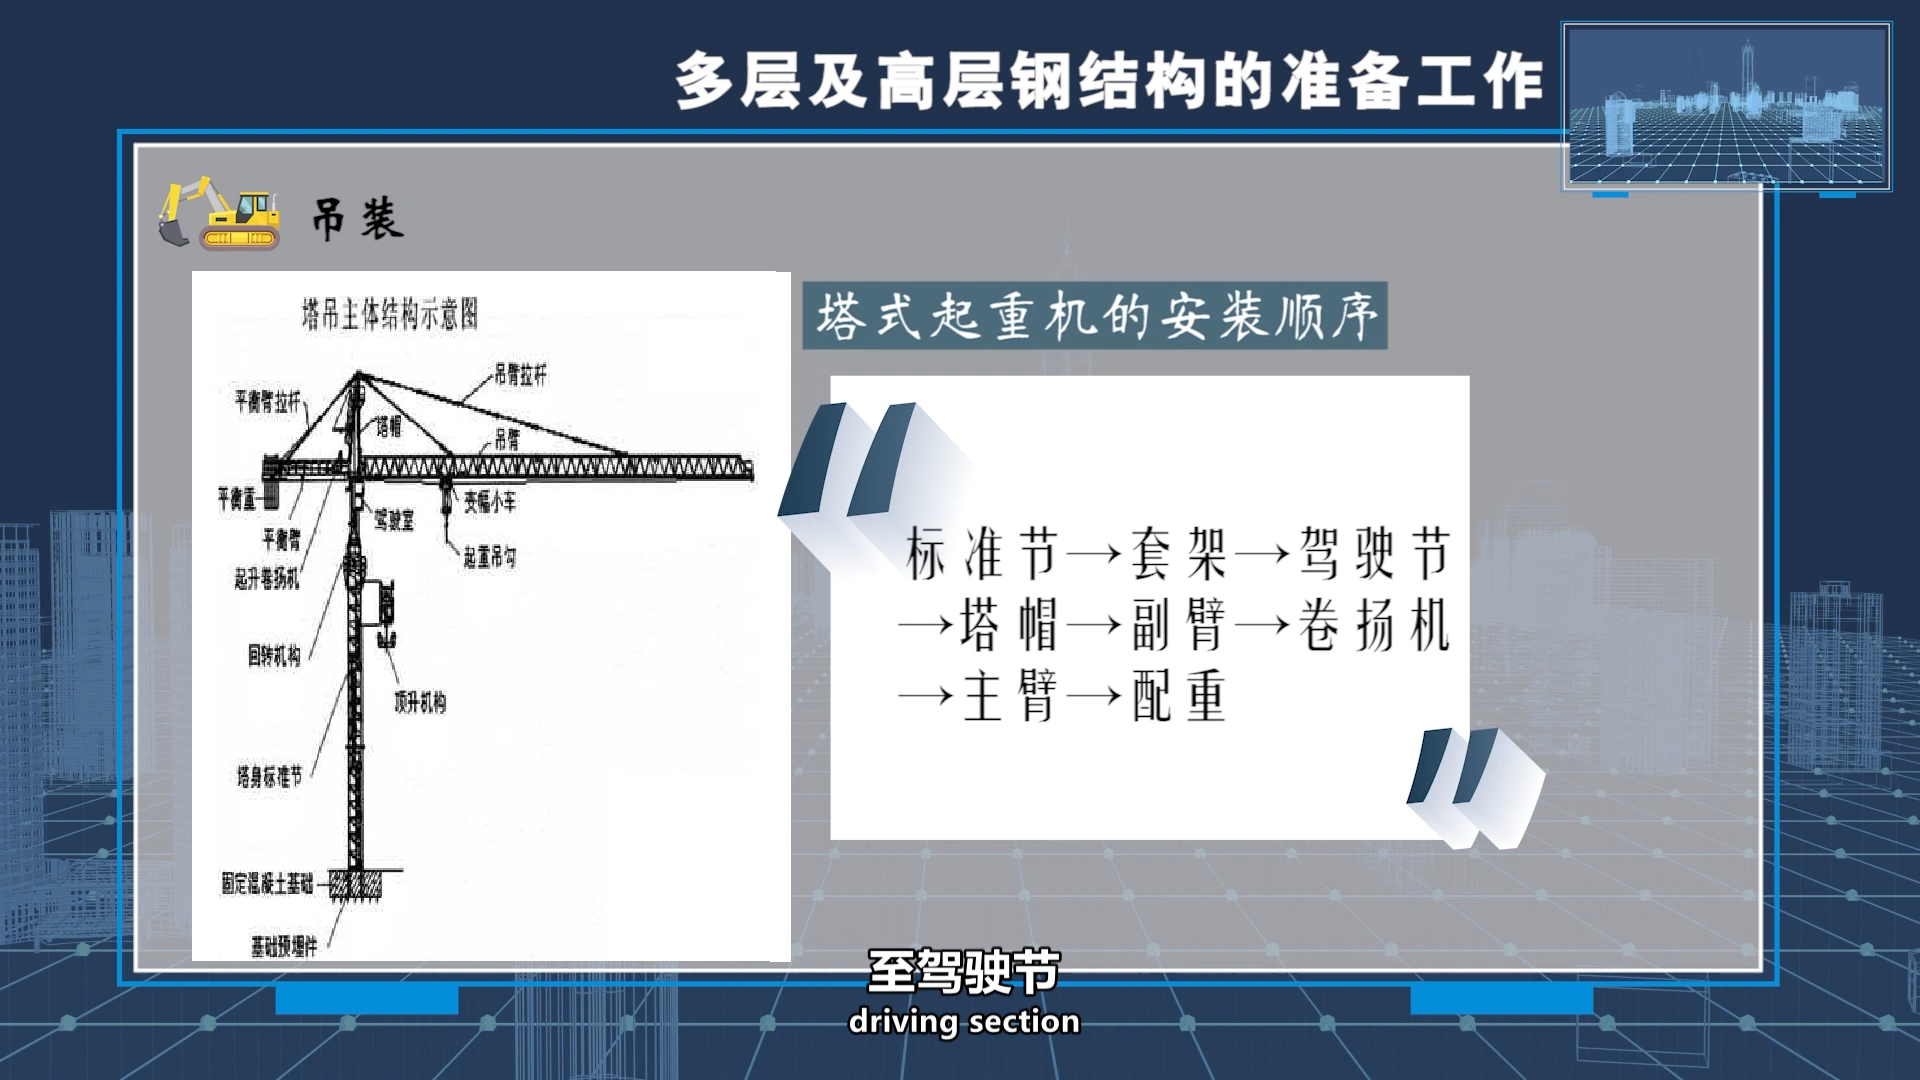 多层及高层钢结构的准备工作
吊装
塔吊主体结构示意图
吊臂拉杆
平衡臂拉杆
塔帽
吊臂
平衡重
变幅小车
驾驶室
平衡臂
起重吊勾
起升卷扬机
回转机构
顶升机构
塔身标准节
固定混凝土基础
基础预埋件
塔式起重机的安装顺序
标准节→套架→驾驶节
→塔帽→副臂→卷扬机
→主臂→配重
至驾驶节
driving section